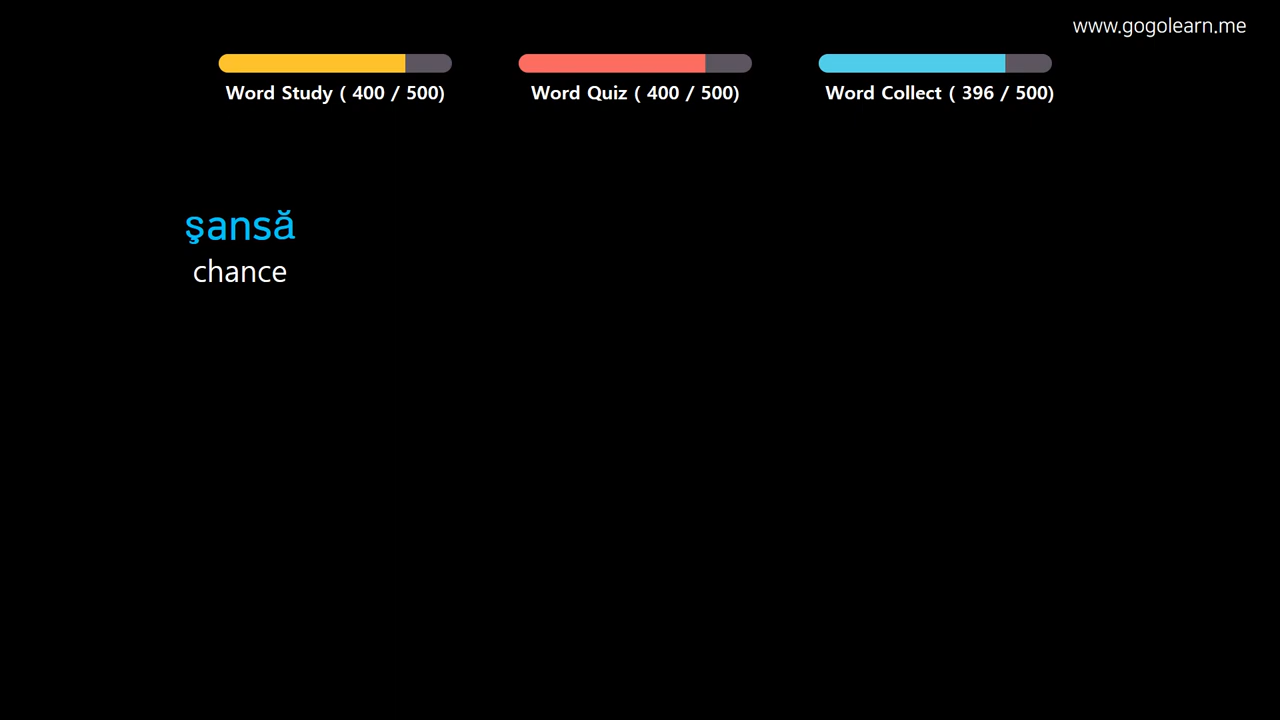 www.gogolearn.me
Word Study ( 400 / 500)
Word Quiz ( 400 / 500)
Word Collect ( 396 / 500)
şansă
chance